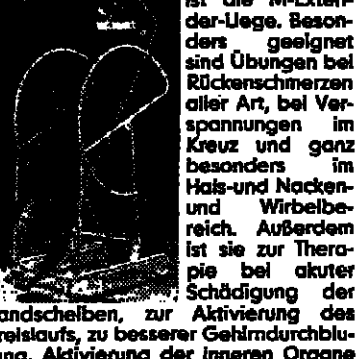 ist die M-Exten-
der-Liege. Beson-
ders geeignet
sind Übungen bei
Rückenschmerzen
aller Art, bei Ver-
spannungen im
Kreuz und ganz
besonders im
Hals-und Nacken-
und Wirbelbe-
reich. Außerdem
ist sie zur Thera-
pie bei akuter
Schädigung der
andscheiben, zur Aktivierung des
reislaufs, zu besserer Gehirndurchblu-
ung, Aktivierung der inneren Organe